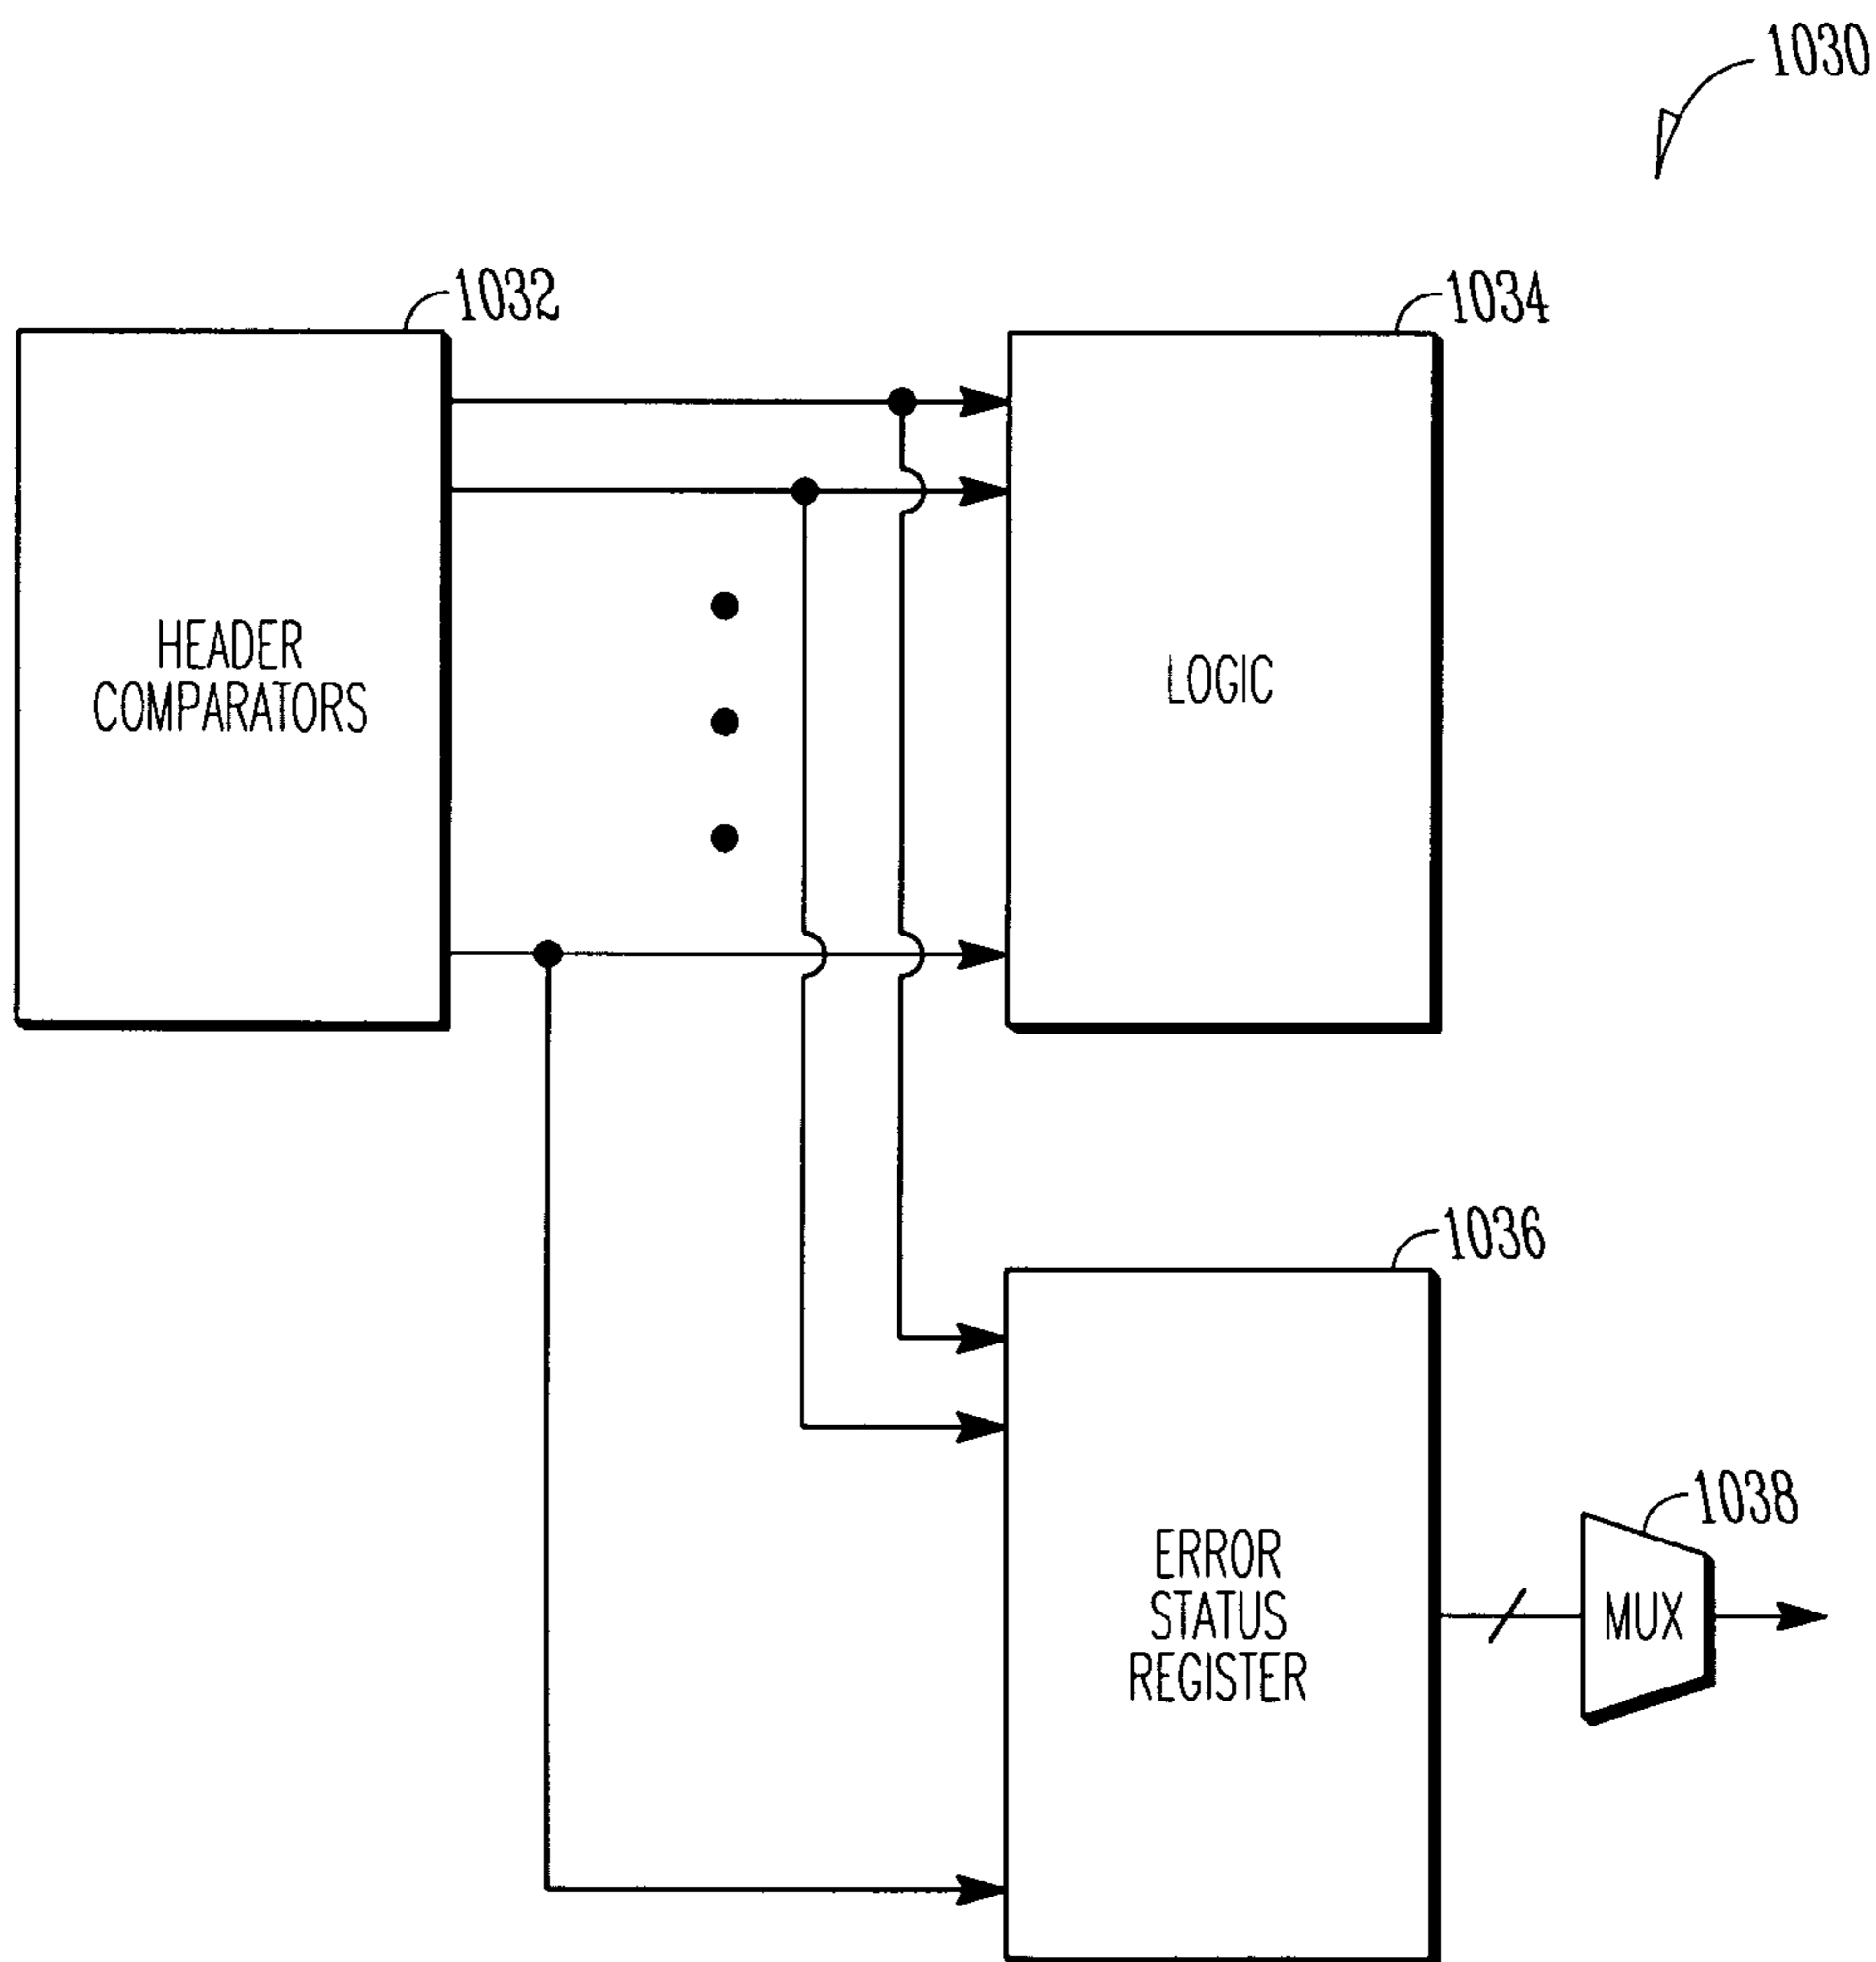 1030
1032
1034
HEADER
COMPARATORS
LOGIC
1036
ERROR
STATUS
REGISTER
1038
MUX